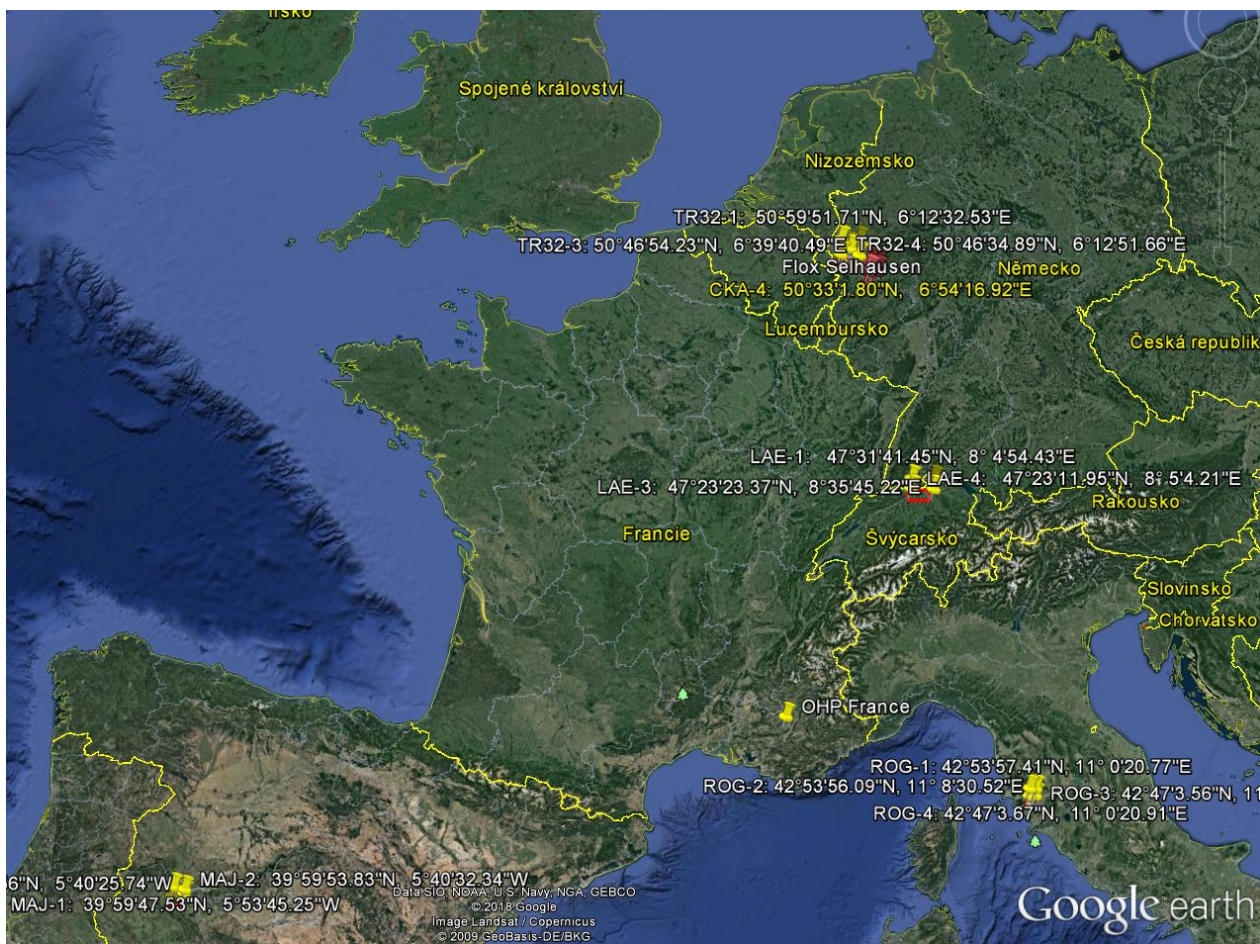 Irsko
Spojené království
Nizozemsko
TR32-1: 50°59'51.71"N, 6°12'32.53"E
TR32-3: 50°46'54.23"N, 6°39'40.49"E
TR32-4: 50°46'34.89"N, 6°12'51.66"E
Flox Selhausen
Německo
CKA-4: 50°33'1.80"N, 6°54'16.92"E
Lucembursko
Česká republik
LAE-1: 47°31'41.45"N, 8° 4'54.43"E
LAE-3: 47°23'23.37"N, 8°35'45.22"E
LAE-4: 47°23'11.95"N, 8° 5'4.21"E
Rakousko
Francie
Švýcarsko
Slovinsko
Chorvatsko
OHP France
ROG-1: 42°53'57.41"N, 11° 0'20.77"E
ROG-2: 42°53'56.09"N, 11° 8'30.52"E
ROG-3: 42°47'3.56"N, 11
ROG-4: 42°47'3.67"N, 11° 0'20.91"E
6"N, 5°40'25.74"W
MAJ-2: 39°59'53.83"N, 5°40'32.34"W
MAJ-1: 39°59'47.53"N, 5°53'45.25"W
Data SIO, NOAA, U.S. Navy, NGA, GEBCO
© 2018 Google
Image Landsat / Copernicus
© 2009 GeoBasis-DE/BKG
Google earth